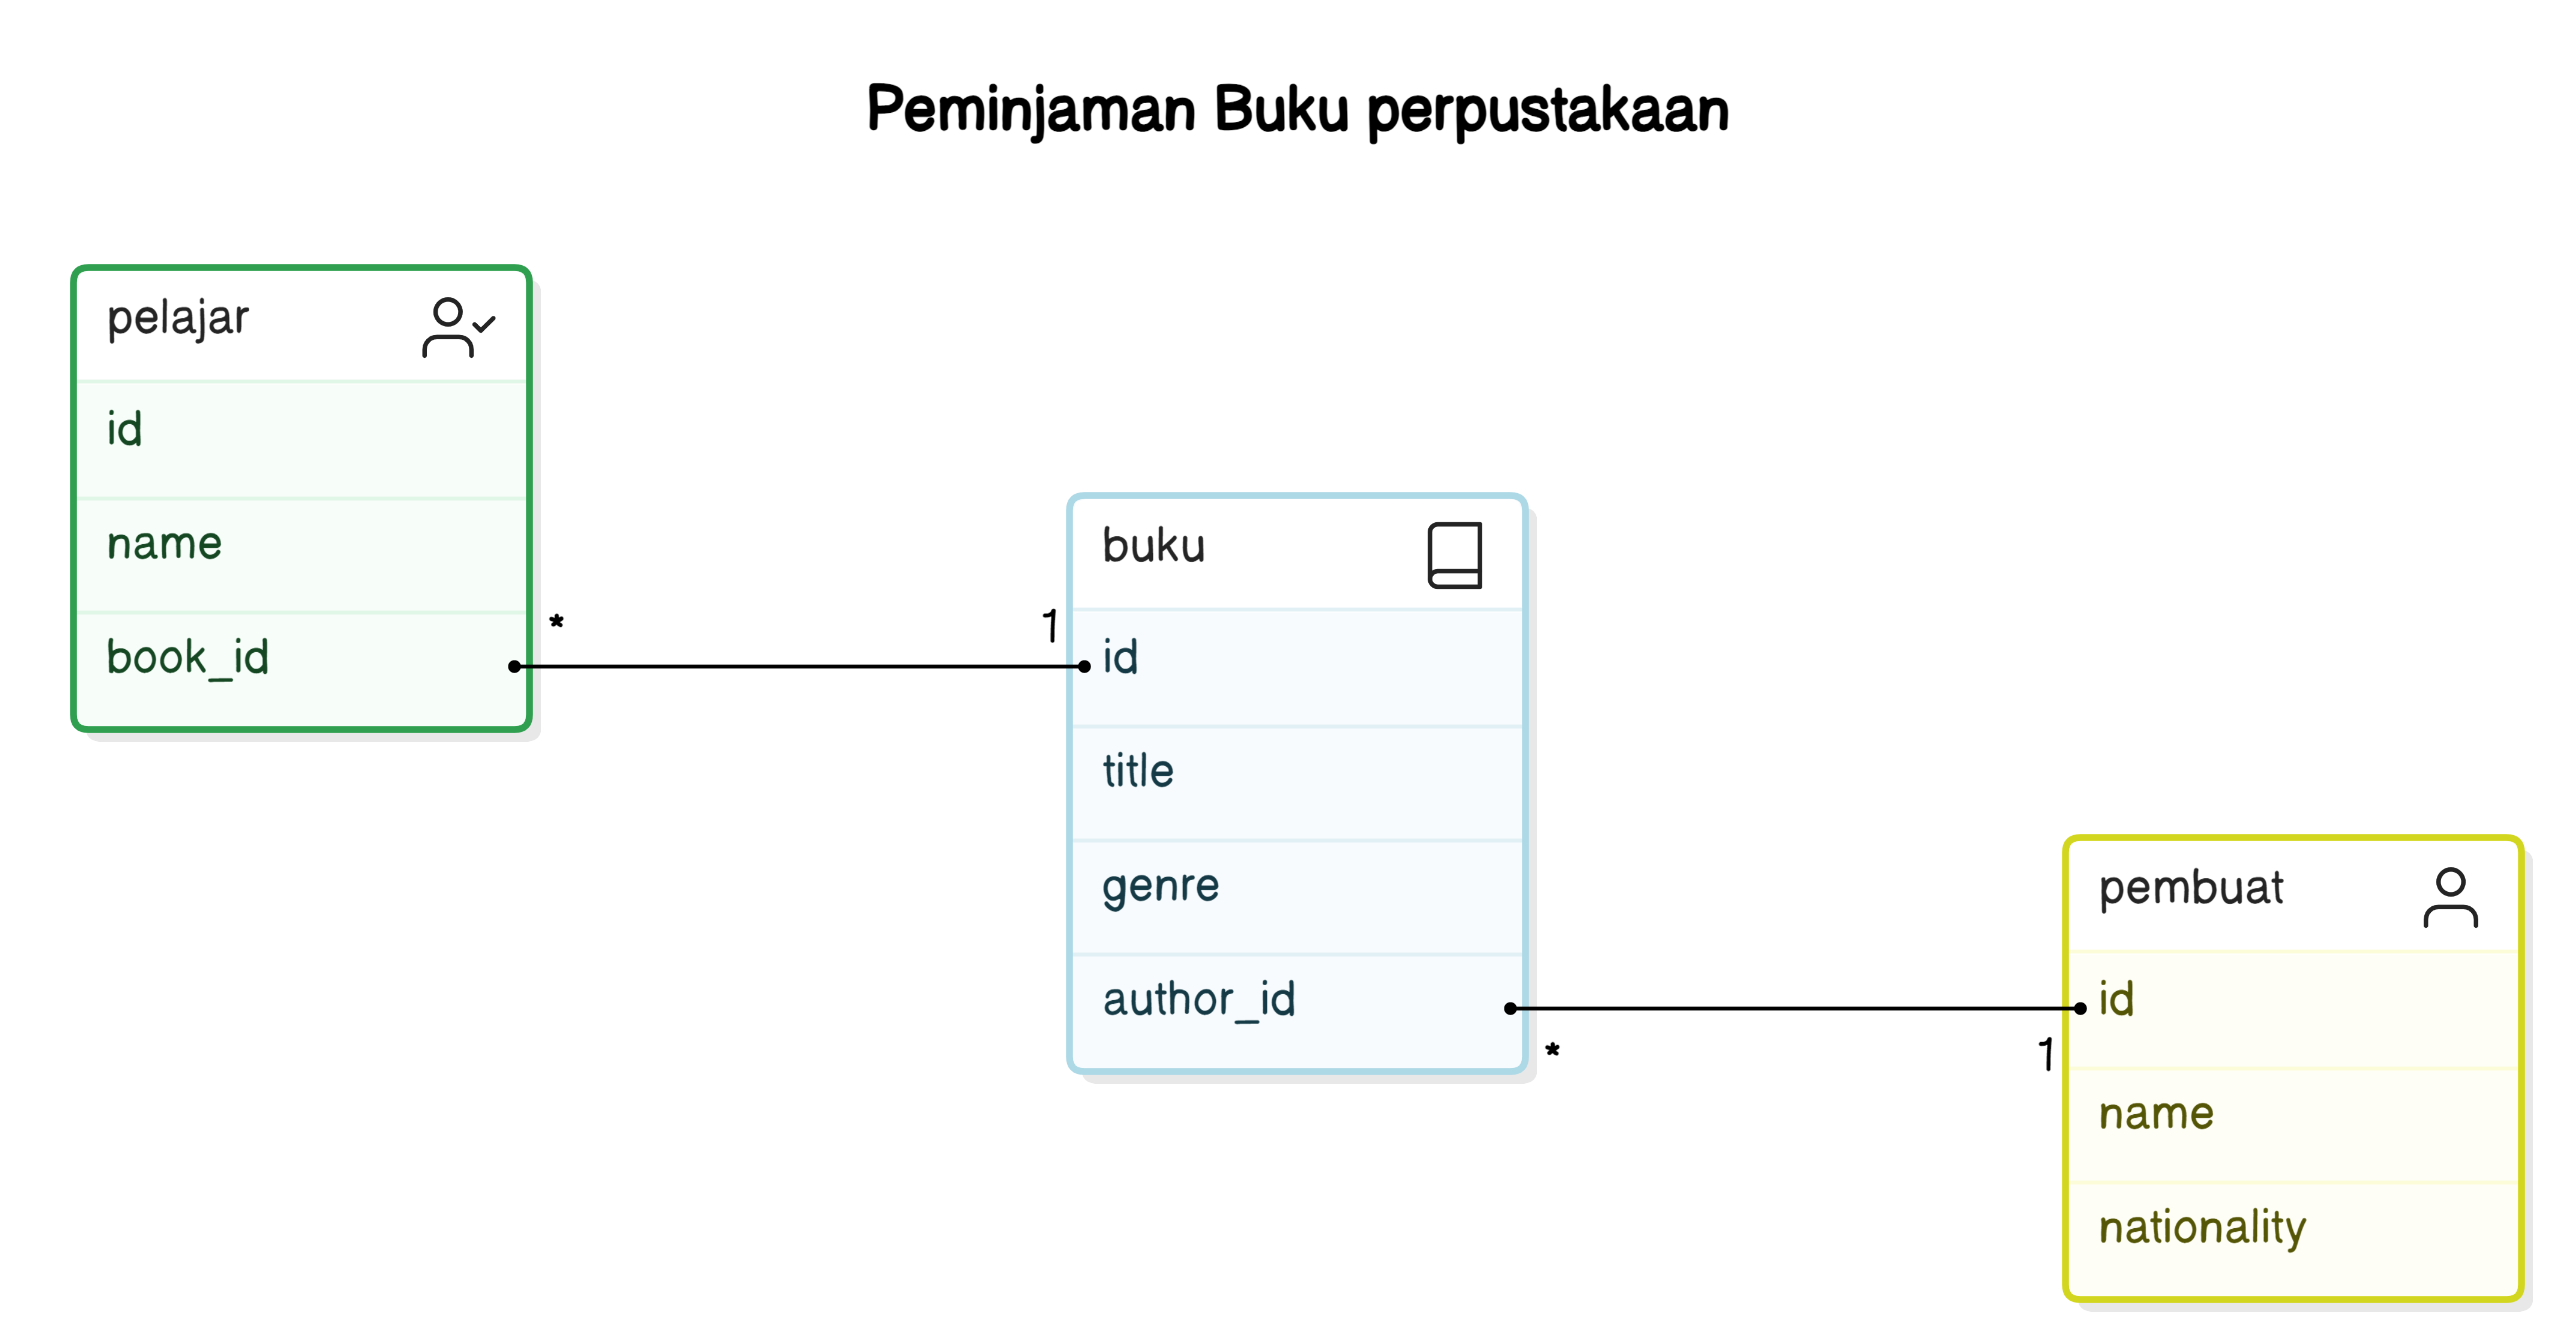 Peminjaman Buku perpustakaan
pelajar
id
name
book_id
*
1
buku
id
title
genre
author_id
*
1
pembuat
id
name
nationality